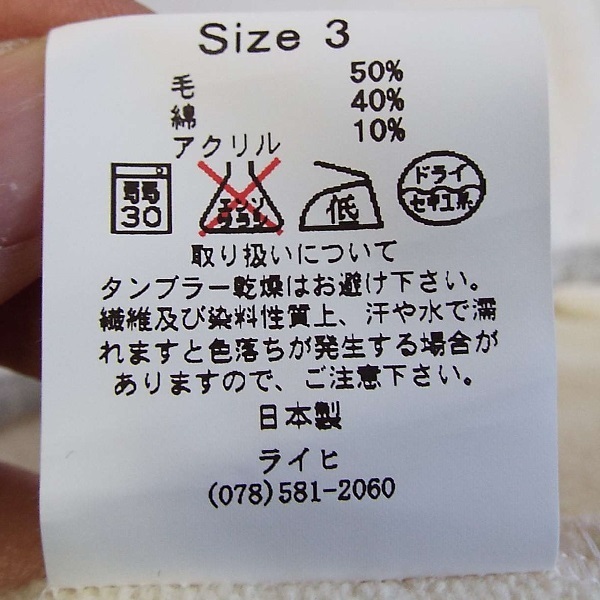 Size 3
毛 50%
綿 40%
アクリル 10%
弱 30
エンソ サラシ
低
ドライ
セキユ系
取り扱いについて
タンブラー乾燥はお避け下さい。
繊維及び染料性質上、汗や水で濡
れますと色落ちが発生する場合が
ありますので、ご注意下さい。
日本製
ライヒ
(078)581-2060